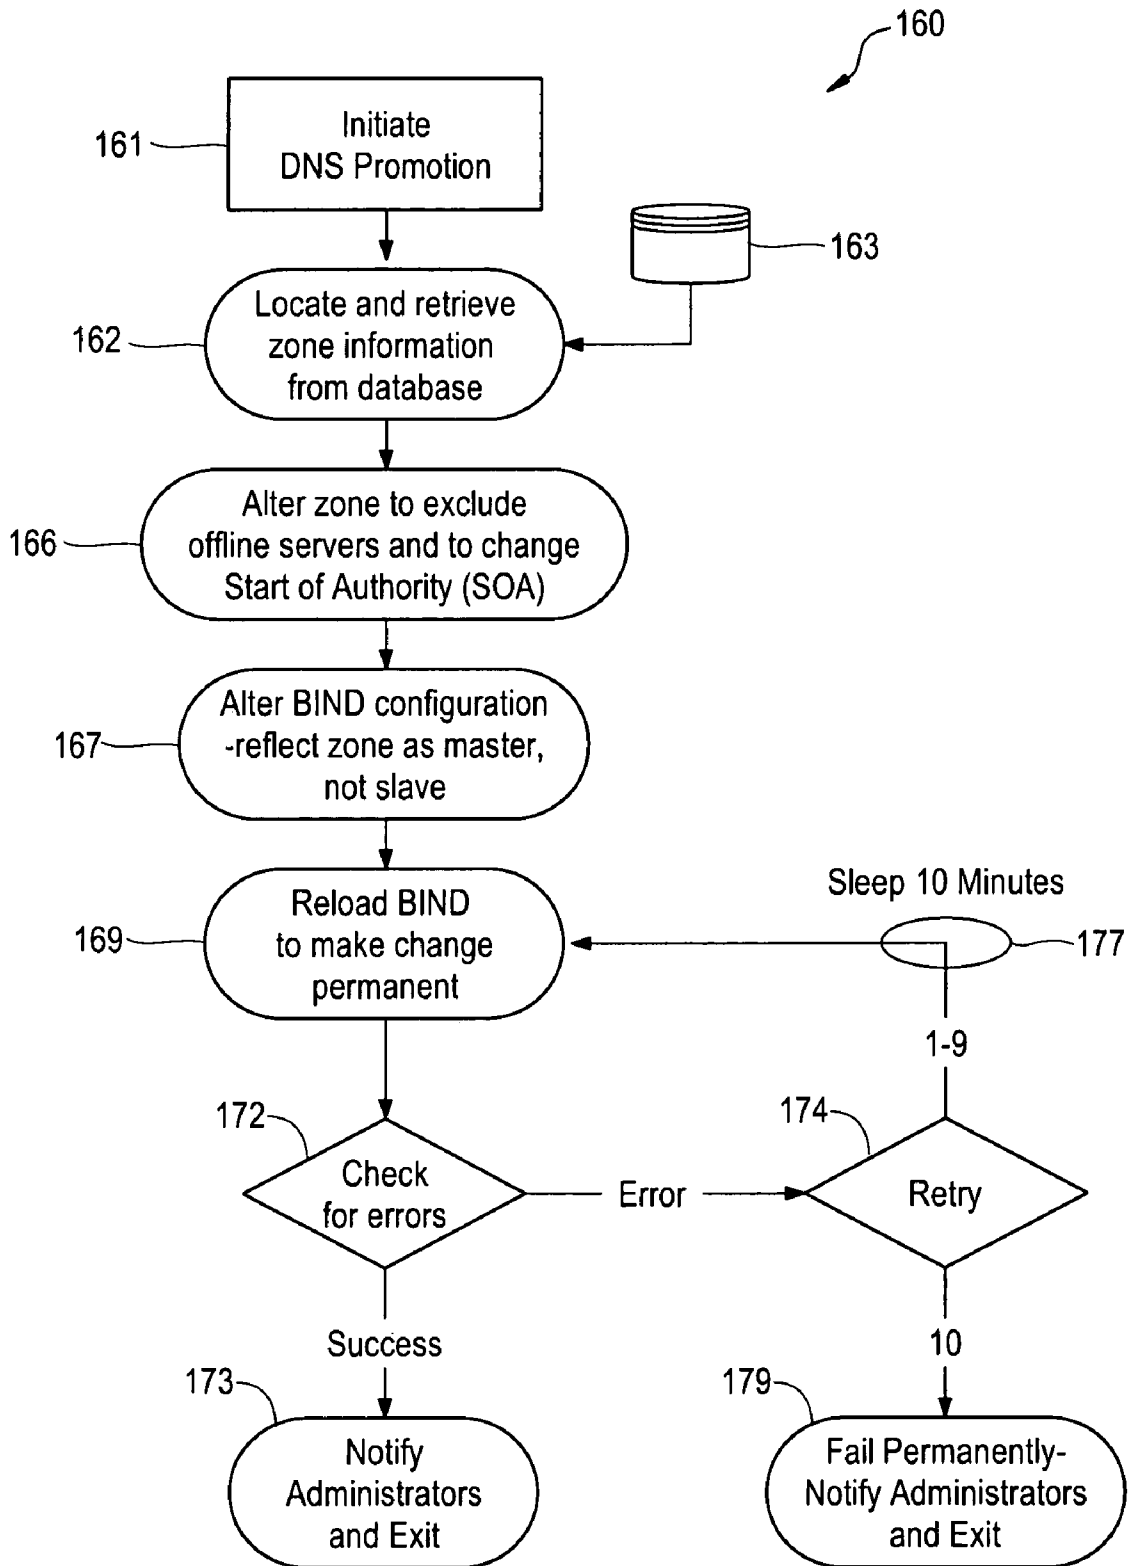 160
161
Initiate
DNS Promotion
163
162
Locate and retrieve
zone information
from database
166
Alter zone to exclude
offline servers and to change
Start of Authority (SOA)
167
Alter BIND configuration
-reflect zone as master,
not slave
Sleep 10 Minutes
177
169
Reload BIND
to make change
permanent
1-9
172
Check
for errors
Error
174
Retry
Success
10
173
Notify
Administrators
and Exit
179
Fail Permanently-
Notify Administrators
and Exit